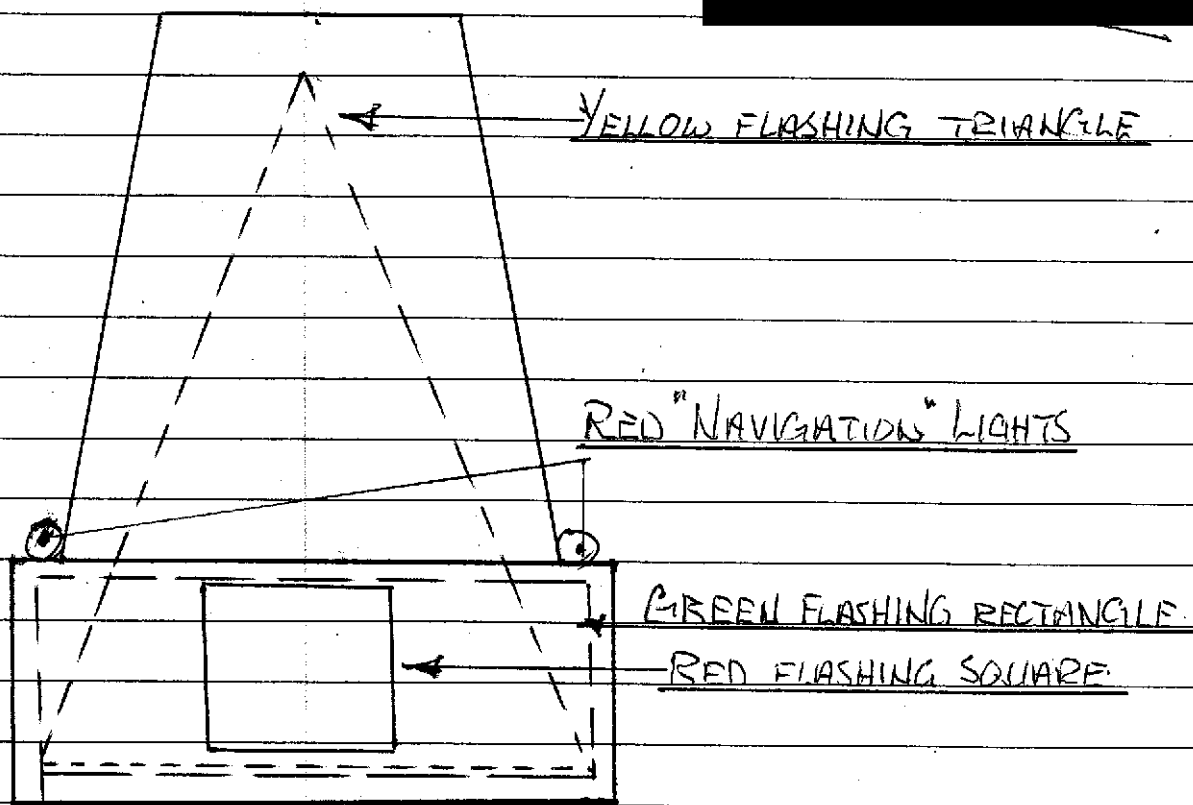 YELLOW FLASHING TRIANGLE
RED "NAVIGATION" LIGHTS
GREEN FLASHING RECTANGLE.
RED FLASHING SQUARE.